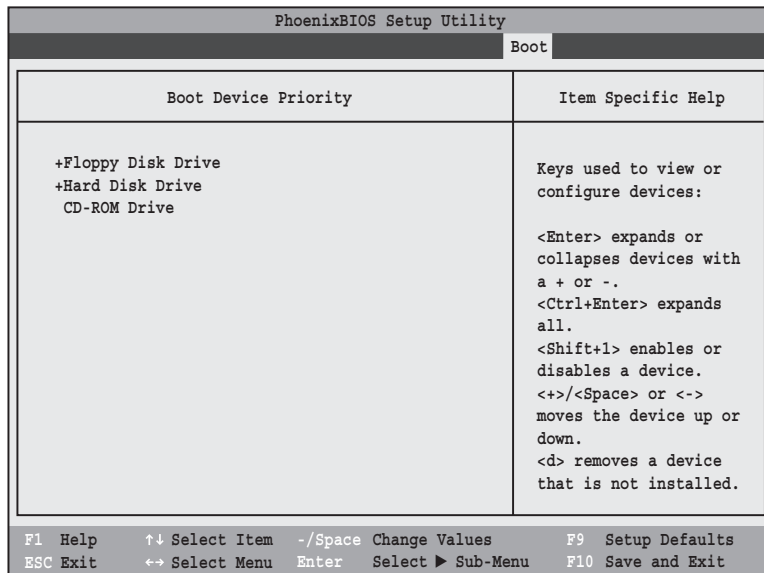 PhoenixBIOS Setup Utility
Boot
Boot Device Priority
Item Specific Help
+Floppy Disk Drive
+Hard Disk Drive
CD-ROM Drive
Keys used to view or
configure devices:
<Enter> expands or
collapses devices with
a + or -.
<Ctrl+Enter> expands
all.
<Shift+1> enables or
disables a device.
<+>/<Space> or <->
moves the device up or
down.
<d> removes a device
that is not installed.
F1 Help ↑↓ Select Item -/Space Change Values F9 Setup Defaults
ESC Exit ↔ Select Menu Enter Select ▶ Sub-Menu F10 Save and Exit